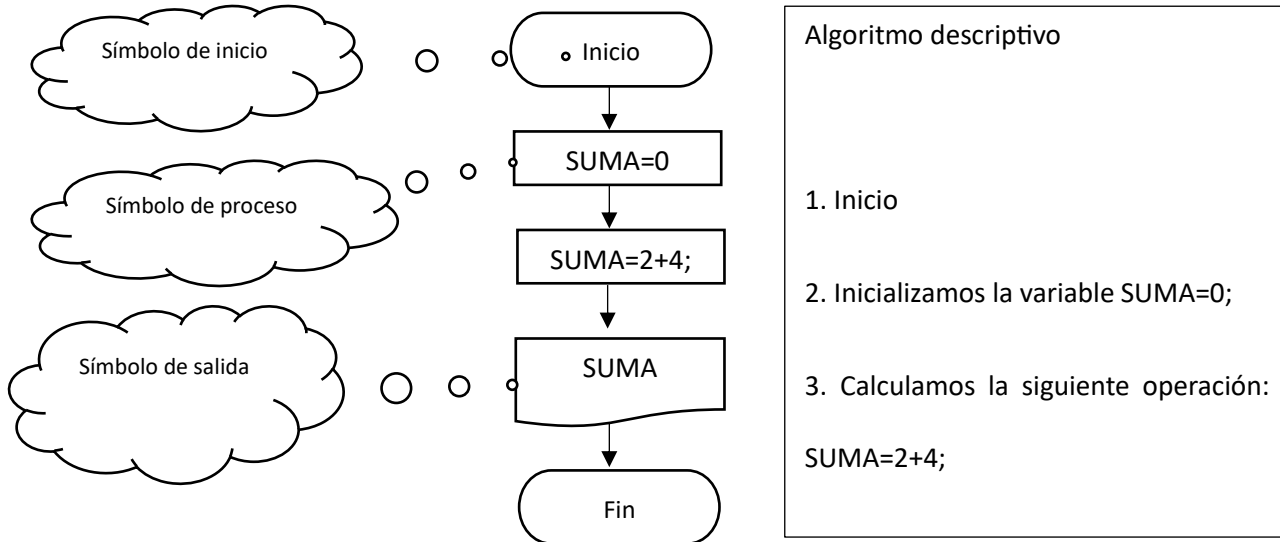 Símbolo de inicio
Inicio
Símbolo de proceso
SUMA=0
SUMA=2+4;
Símbolo de salida
SUMA
Fin
Algoritmo descriptivo
1. Inicio
2. Inicializamos la variable SUMA=0;
3. Calculamos la siguiente operación:
SUMA=2+4;